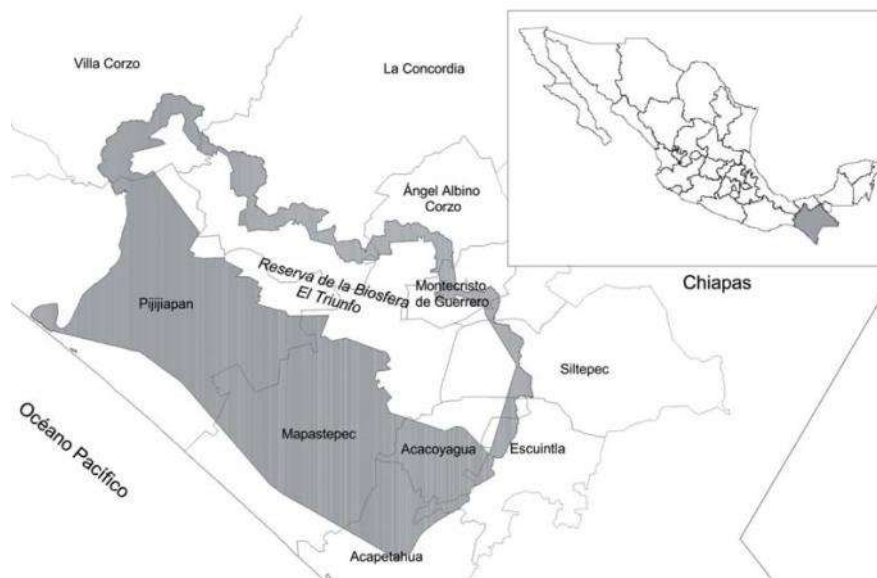 Villa Corzo
La Concordia
Ángel Albino
Corzo
Reserva de la Biosfera
El Triunfo
Montecristo
de Guerrero
Chiapas
Pijijiapan
Siltepec
Océano Pacífico
Mapastepec
Acacoyagua
Escuintla
Acapetahua